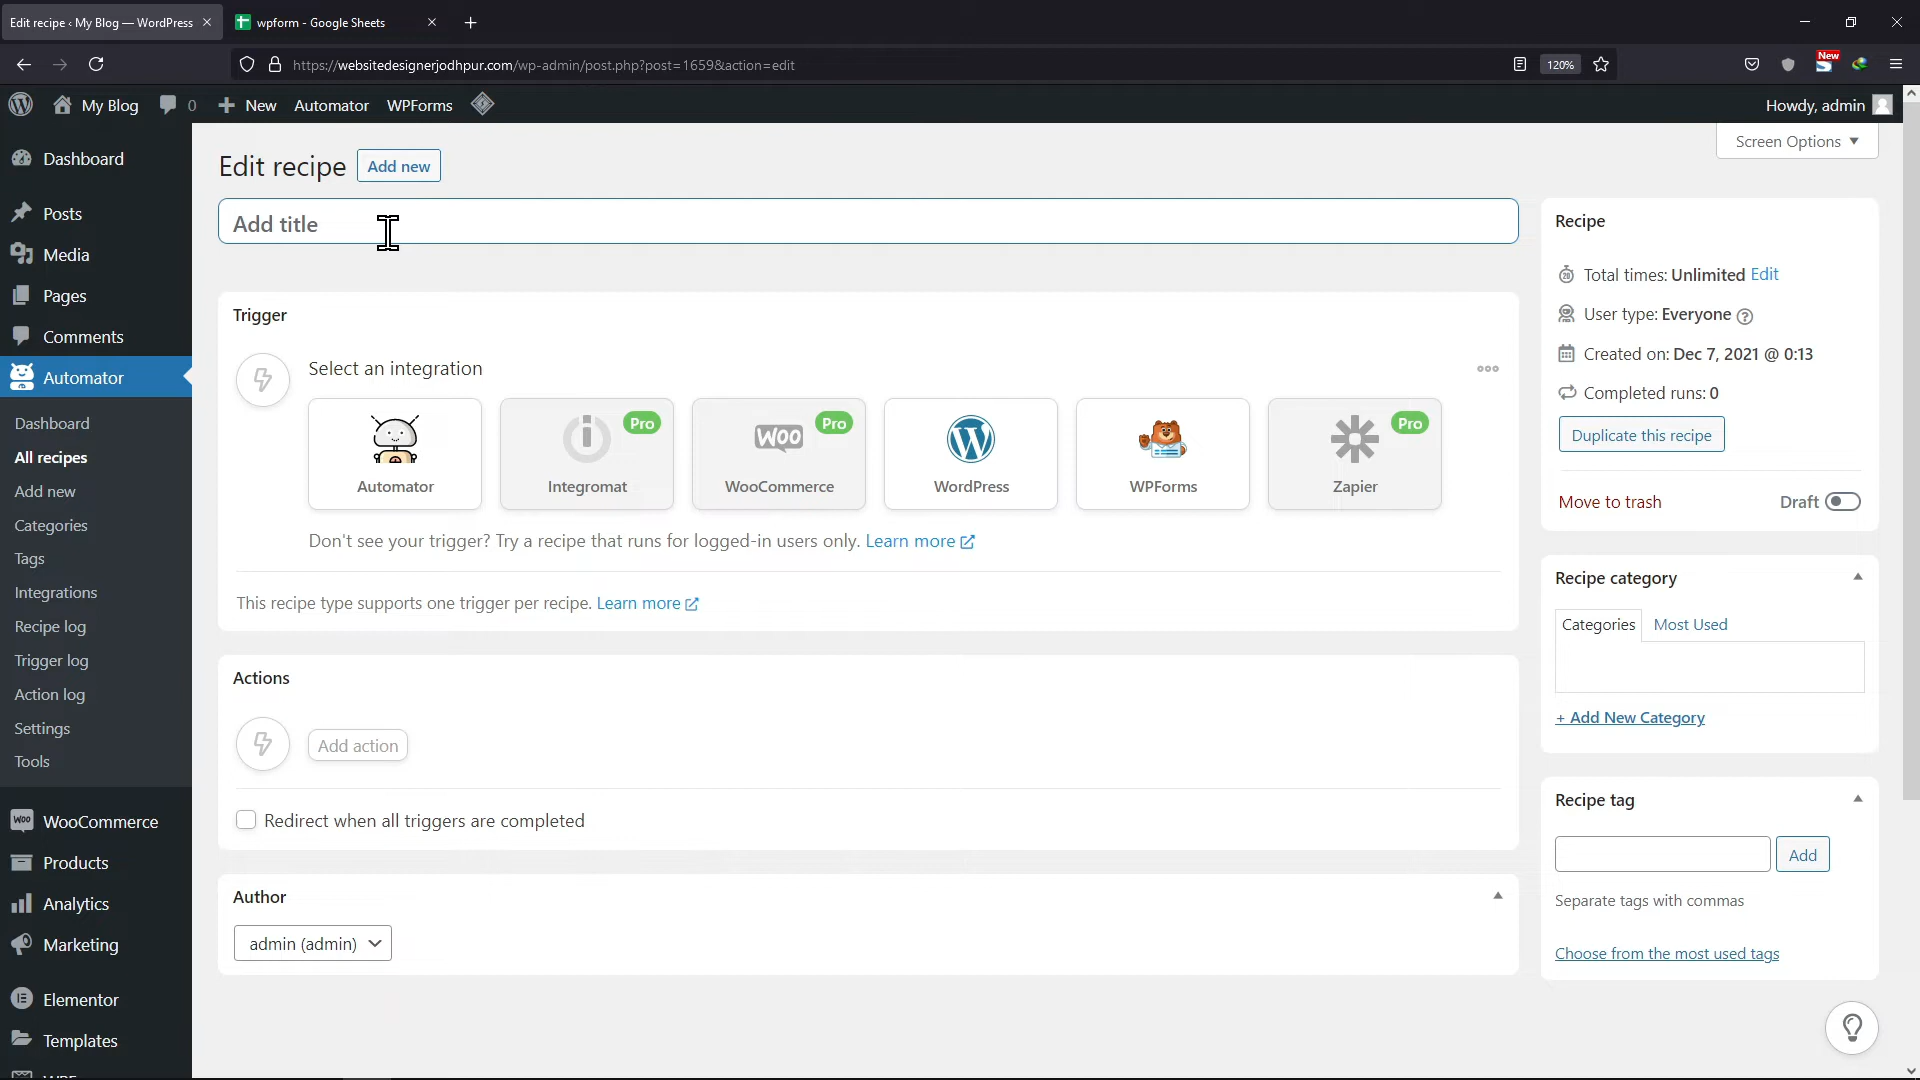 Edit recipe ‹ My Blog — WordPress
wpform - Google Sheets
https://websitedesignerjodhpur.com/wp-admin/post.php?post=1659&action=edit
120%
New
My Blog
0
New
Automator
WPForms
Howdy, admin
Screen Options
Dashboard
Posts
Media
Pages
Comments
Automator
Dashboard
All recipes
Add new
Categories
Tags
Integrations
Recipe log
Trigger log
Action log
Settings
Tools
WooCommerce
Products
Analytics
Marketing
Elementor
Templates
Edit recipe
Add new
Add title
Trigger
Select an integration
Automator
Pro
Integromat
Woo
Pro
WooCommerce
WordPress
WPForms
Pro
Zapier
Don't see your trigger? Try a recipe that runs for logged-in users only. Learn more
This recipe type supports one trigger per recipe. Learn more
Actions
Add action
Redirect when all triggers are completed
Author
admin (admin)
Recipe
Total times: Unlimited Edit
User type: Everyone
Created on: Dec 7, 2021 @ 0:13
Completed runs: 0
Duplicate this recipe
Move to trash
Draft
Recipe category
Categories
Most Used
+ Add New Category
Recipe tag
Add
Separate tags with commas
Choose from the most used tags